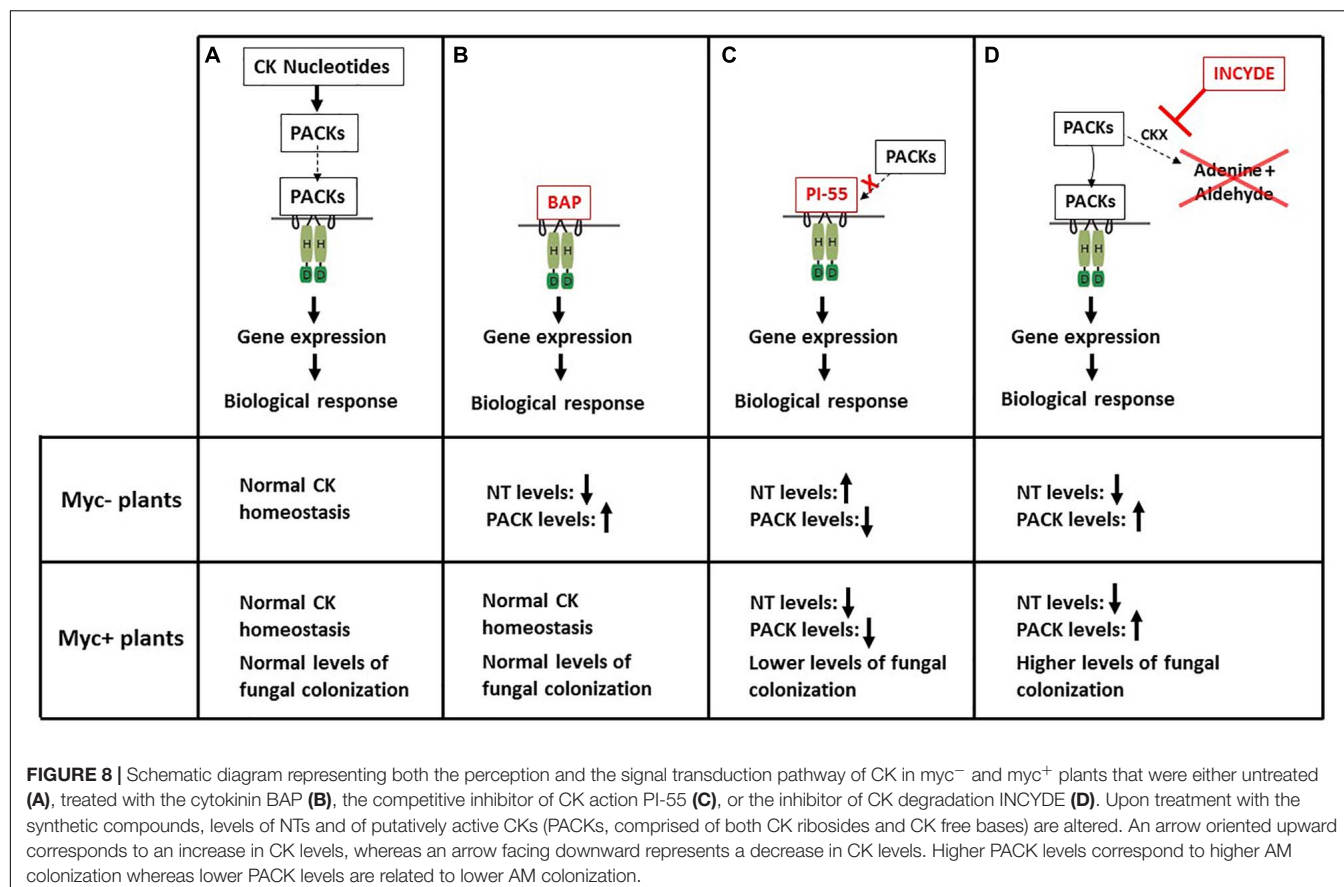 A
CK Nucleotides
PACKs
PACKs
H H
D D
Gene expression
Biological response
B
BAP
H H
D D
Gene expression
Biological response
C
PACKs
X
PI-55
H H
D D
Gene expression
Biological response
D
INCYDE
PACKs
CKX
Adenine +
Aldehyde
PACKs
H H
D D
Gene expression
Biological response
Myc- plants
Normal CK
homeostasis
NT levels: ↓
PACK levels: ↑
NT levels: ↑
PACK levels: ↓
NT levels: ↓
PACK levels: ↑
Myc+ plants
Normal CK
homeostasis
Normal levels of
fungal colonization
Normal CK
homeostasis
Normal levels of
fungal colonization
NT levels: ↓
PACK levels: ↓
Lower levels of fungal
colonization
NT levels: ↓
PACK levels: ↑
Higher levels of fungal
colonization
FIGURE 8 | Schematic diagram representing both the perception and the signal transduction pathway of CK in myc⁻ and myc⁺ plants that were either untreated
(A), treated with the cytokinin BAP (B), the competitive inhibitor of CK action PI-55 (C), or the inhibitor of CK degradation INCYDE (D). Upon treatment with the
synthetic compounds, levels of NTs and of putatively active CKs (PACKs, comprised of both CK ribosides and CK free bases) are altered. An arrow oriented upward
corresponds to an increase in CK levels, whereas an arrow facing downward represents a decrease in CK levels. Higher PACK levels correspond to higher AM
colonization whereas lower PACK levels are related to lower AM colonization.